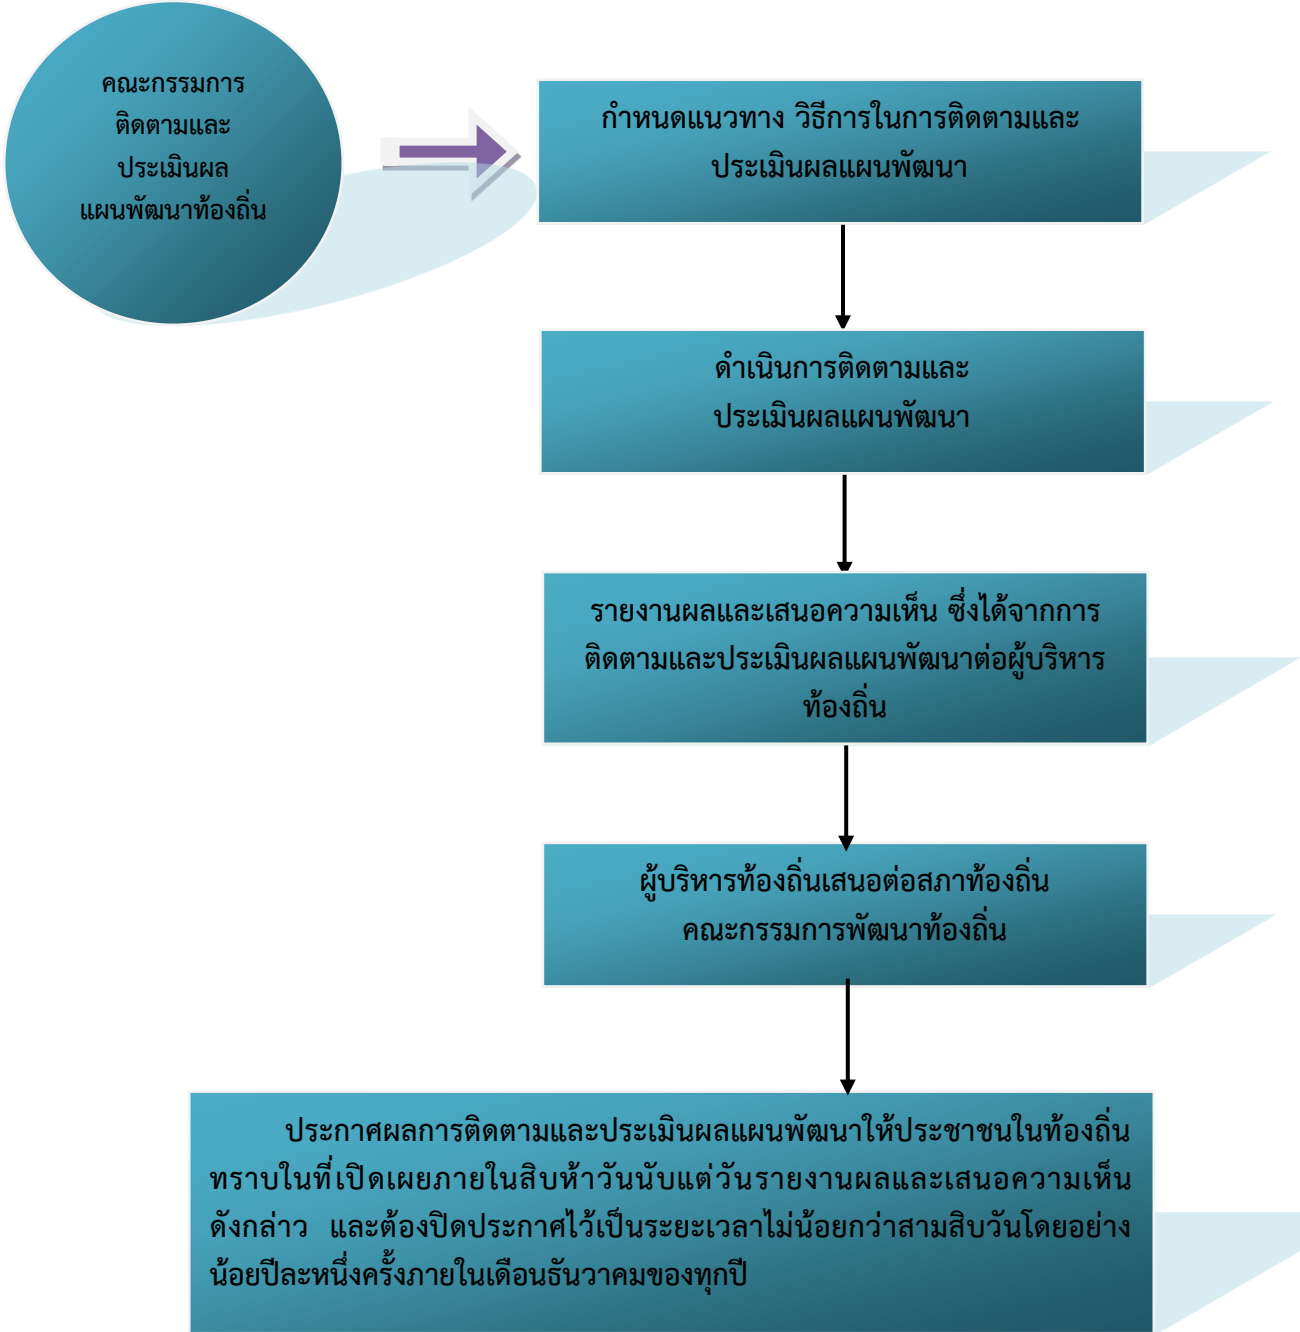 คณะกรรมการ
ติดตามและ
ประเมินผล
แผนพัฒนาท้องถิ่น
กำหนดแนวทาง วิธีการในการติดตามและ
ประเมินผลแผนพัฒนา
ดำเนินการติดตามและ
ประเมินผลแผนพัฒนา
รายงานผลและเสนอความเห็น ซึ่งได้จากการ
ติดตามและประเมินผลแผนพัฒนาต่อผู้บริหาร
ท้องถิ่น
ผู้บริหารท้องถิ่นเสนอต่อสภาท้องถิ่น
คณะกรรมการพัฒนาท้องถิ่น
ประกาศผลการติดตามและประเมินผลแผนพัฒนาให้ประชาชนในท้องถิ่น
ทราบในที่เปิดเผยภายในสิบห้าวันนับแต่วันรายงานผลและเสนอความเห็น
ดังกล่าว และต้องปิดประกาศไว้เป็นระยะเวลาไม่น้อยกว่าสามสิบวันโดยอย่าง
น้อยปีละหนึ่งครั้งภายในเดือนธันวาคมของทุกปี